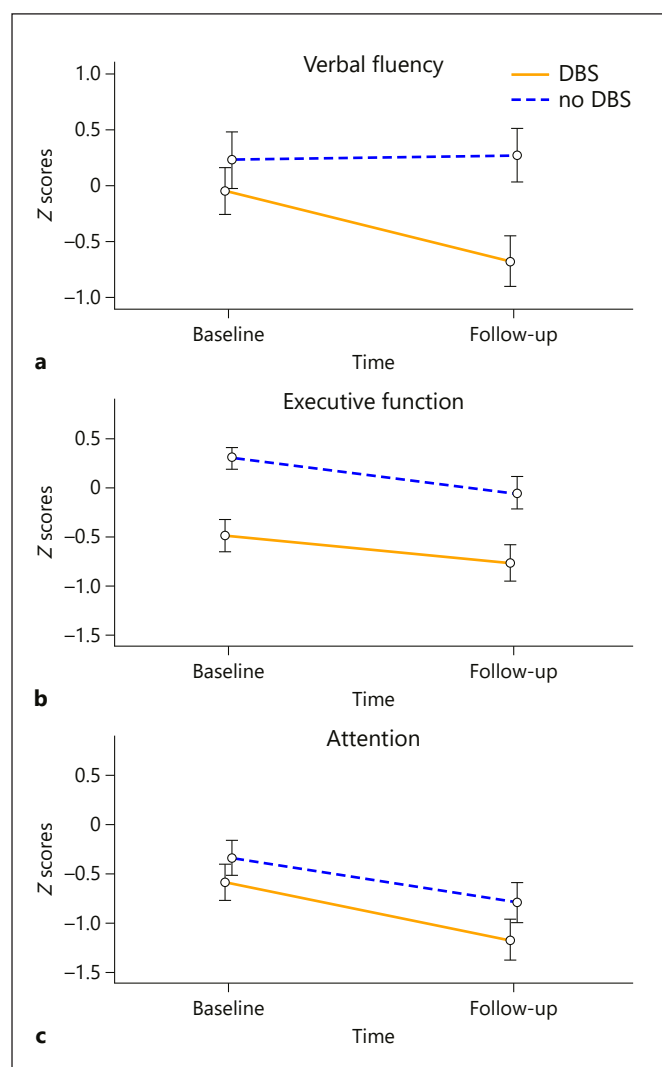 Verbal fluency
DBS
no DBS
1.0
0.5
0
−0.5
−1.0
Z scores
Baseline
Follow-up
Time
a
Executive function
0.5
0
−0.5
−1.0
−1.5
Z scores
Baseline
Follow-up
Time
b
Attention
0.5
0
−0.5
−1.0
−1.5
Z scores
Baseline
Follow-up
Time
c